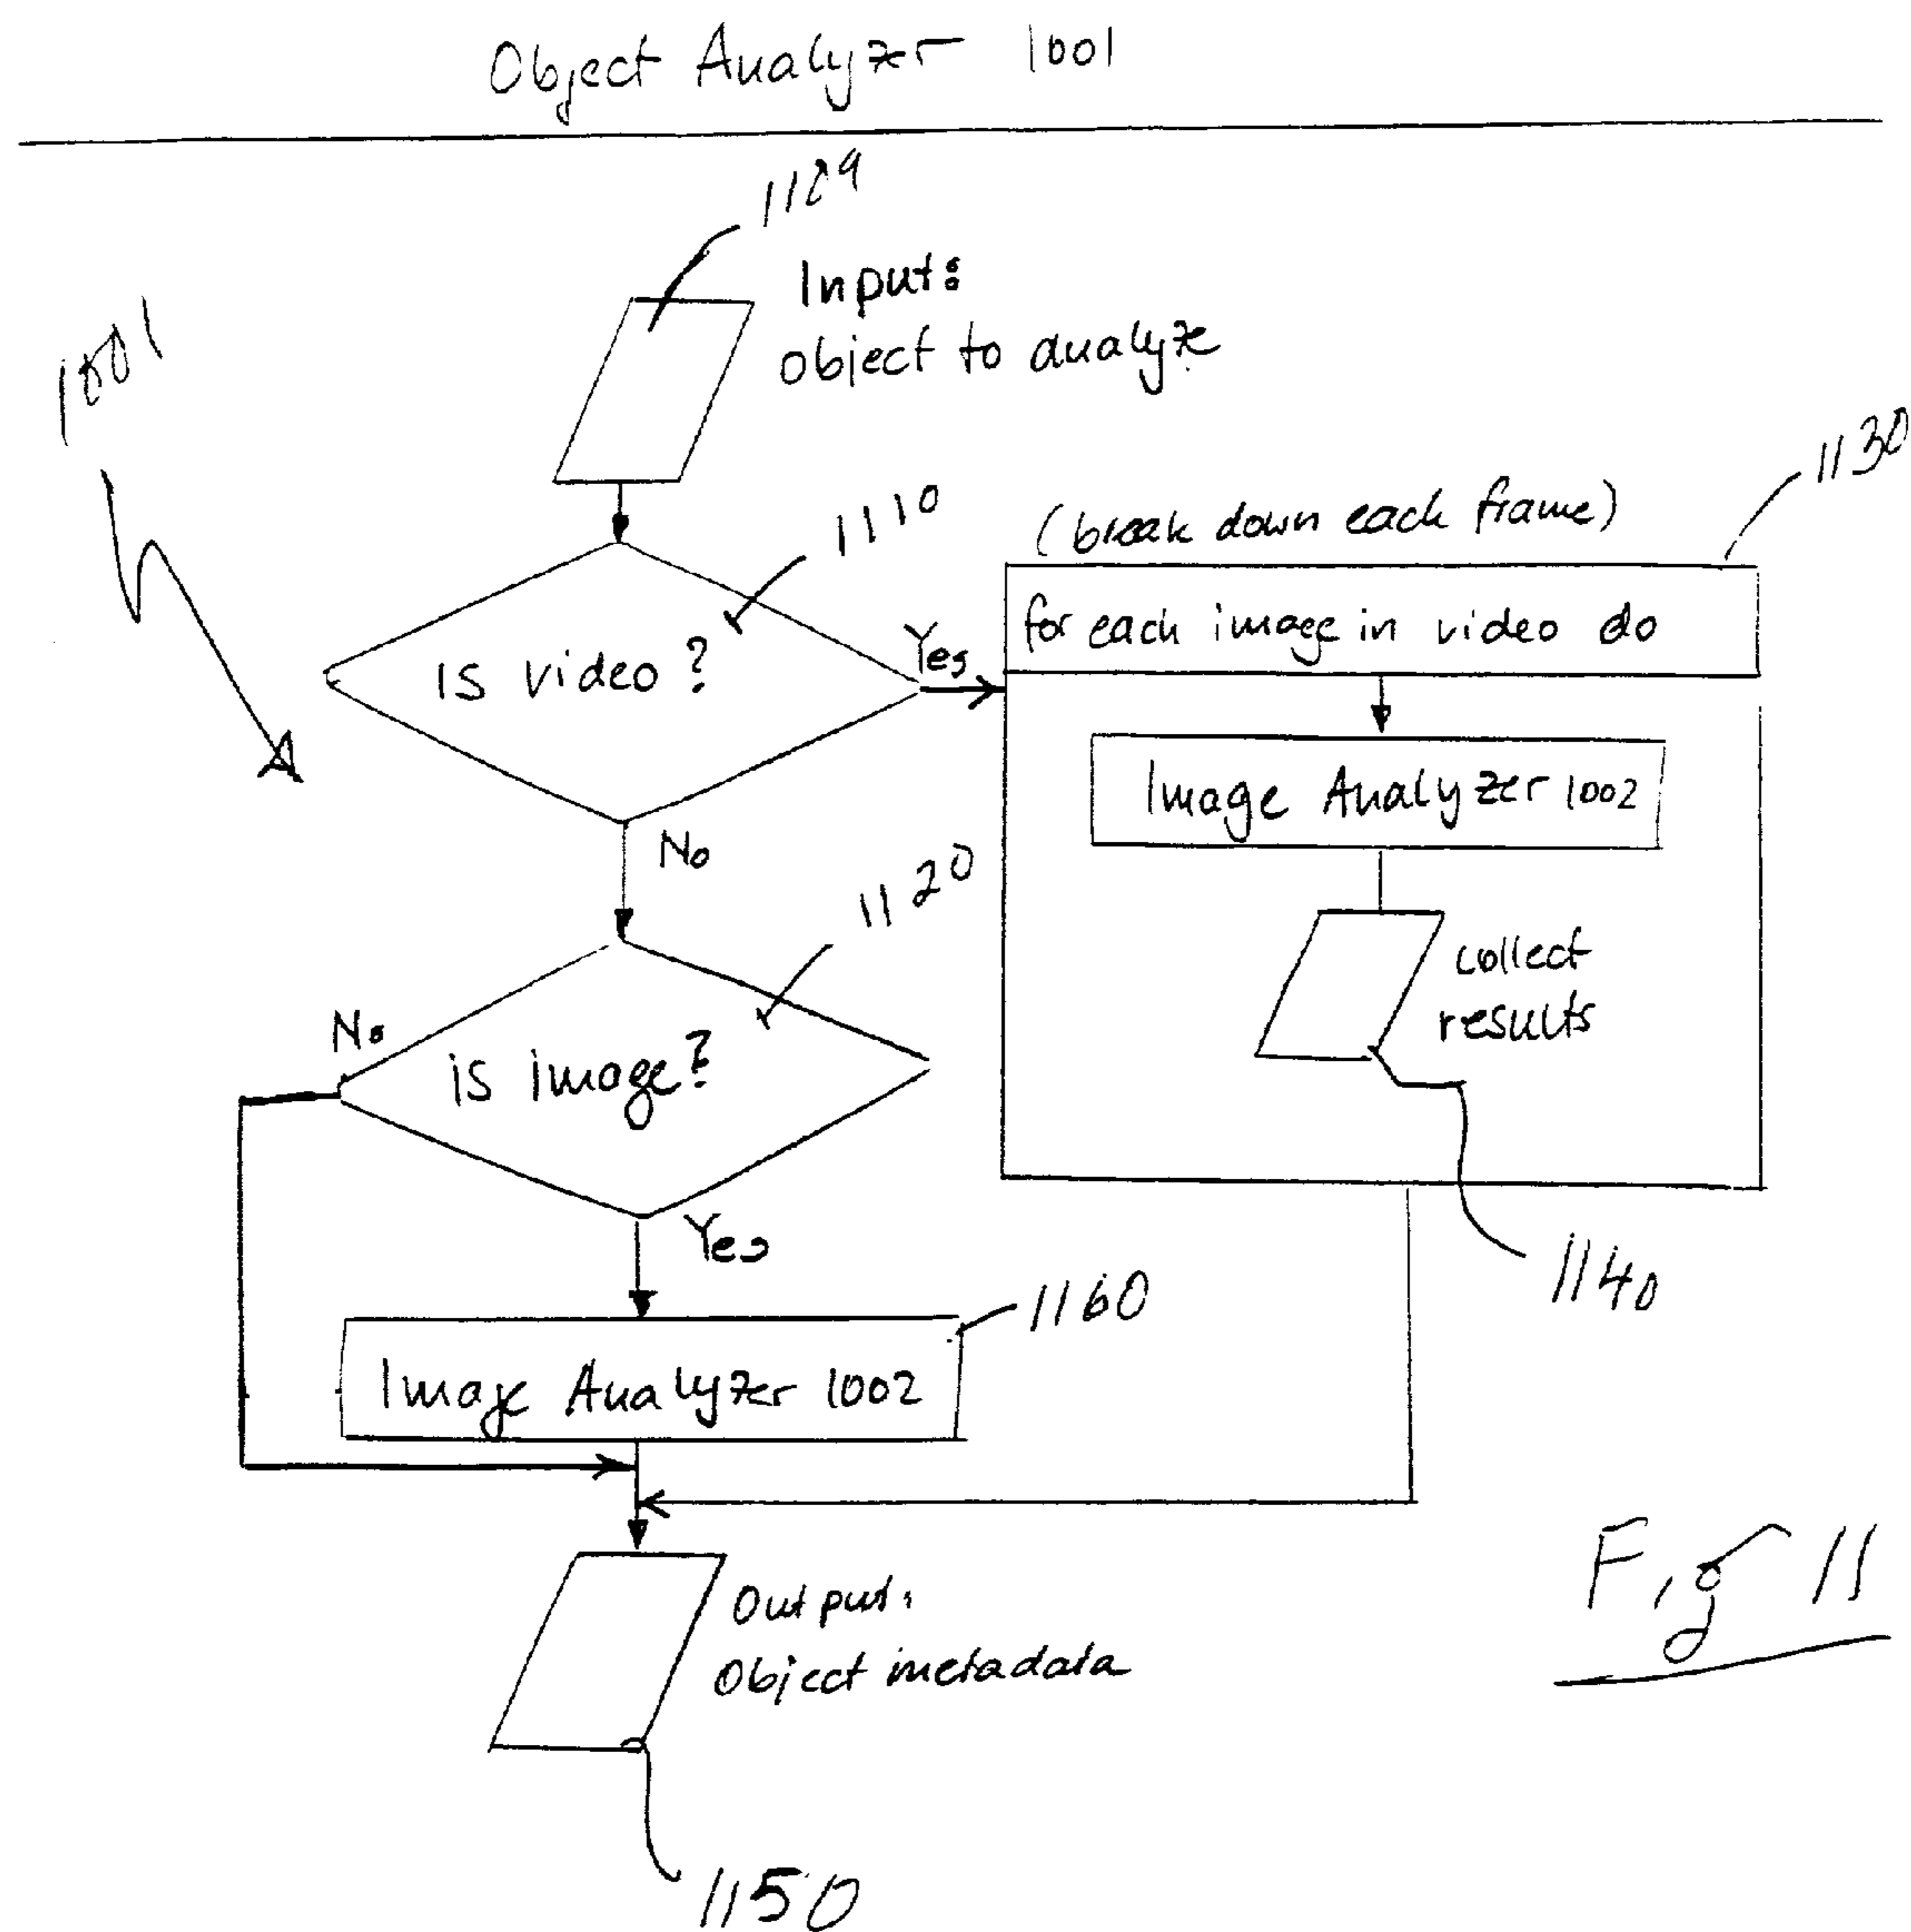 Object Analyzer 1001
Input:
object to analyze
1001
1110
1130
(break down each frame)
for each image in video do
is video?
Yes
Image Analyzer 1002
No
1120
collect
results
No
is image?
Yes
1140
1160
Image Analyzer 1002
Output:
Object metadata
Fig 11
1150